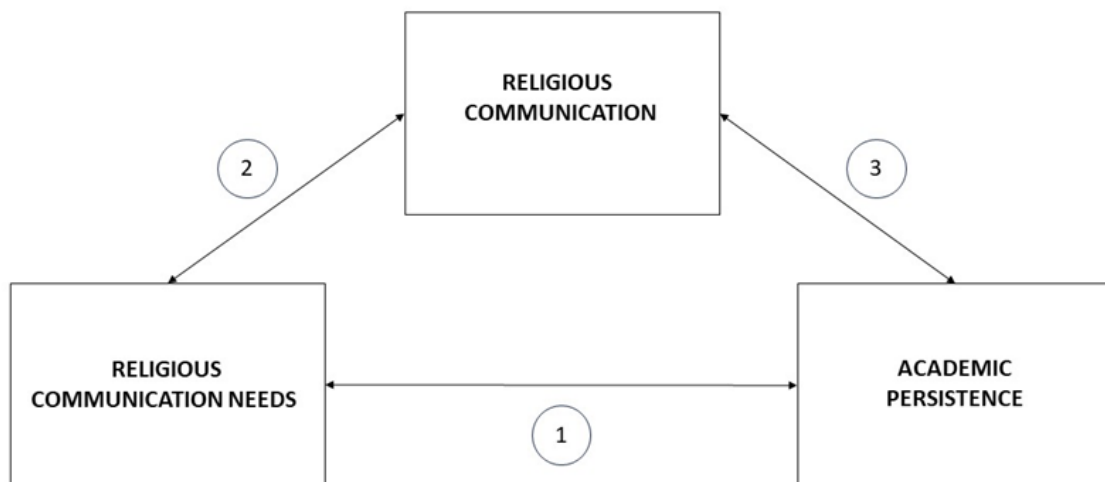 RELIGIOUS
COMMUNICATION
2
3
RELIGIOUS
COMMUNICATION NEEDS
ACADEMIC
PERSISTENCE
1